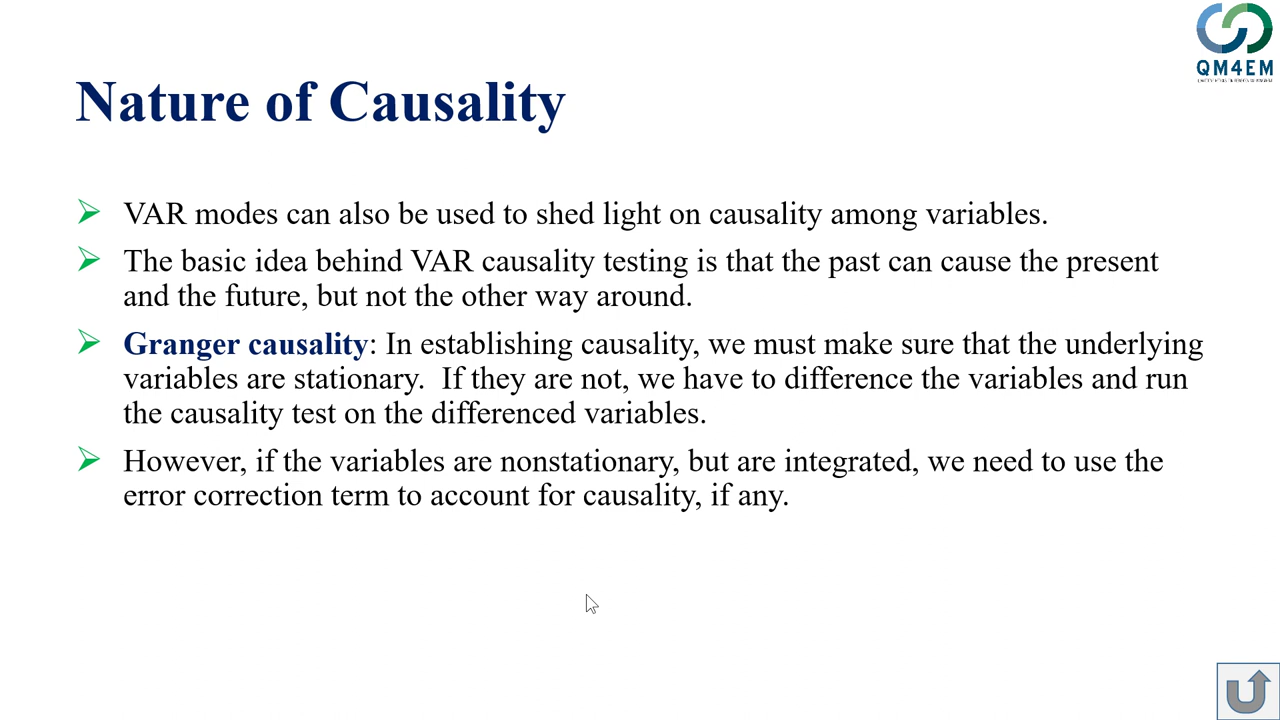 QM4EM
Nature of Causality
VAR modes can also be used to shed light on causality among variables.
The basic idea behind VAR causality testing is that the past can cause the present
and the future, but not the other way around.
Granger causality: In establishing causality, we must make sure that the underlying
variables are stationary.  If they are not, we have to difference the variables and run
the causality test on the differenced variables.
However, if the variables are nonstationary, but are integrated, we need to use the
error correction term to account for causality, if any.